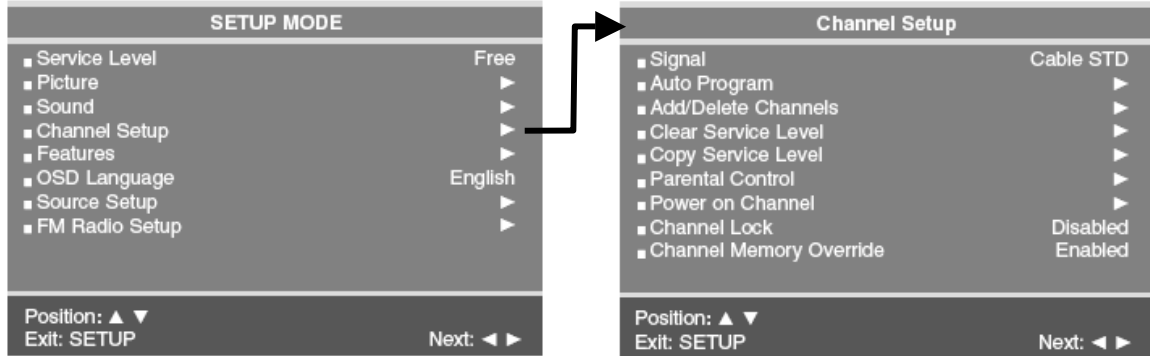 SETUP MODE
■ Service Level Free
■ Picture ▶
■ Sound ▶
■ Channel Setup ▶
■ Features ▶
■ OSD Language English
■ Source Setup ▶
■ FM Radio Setup ▶
Position: ▲ ▼
Exit: SETUP Next: ◀ ▶
Channel Setup
■ Signal Cable STD
■ Auto Program ▶
■ Add/Delete Channels ▶
■ Clear Service Level ▶
■ Copy Service Level ▶
■ Parental Control ▶
■ Power on Channel ▶
■ Channel Lock Disabled
■ Channel Memory Override Enabled
Position: ▲ ▼
Exit: SETUP Next: ◀ ▶